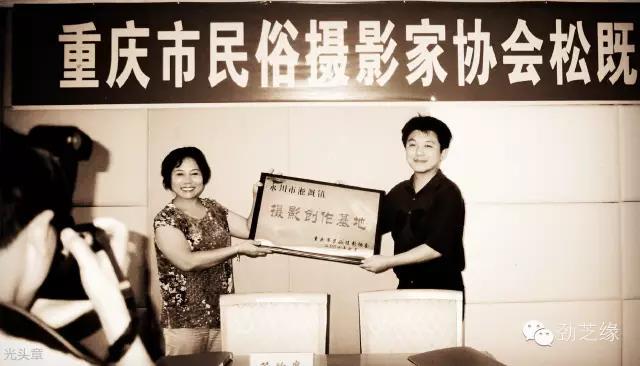 重庆市民俗摄影家协会松既
永川市淞溉镇
摄影创作基地
光头章
劲芝缘